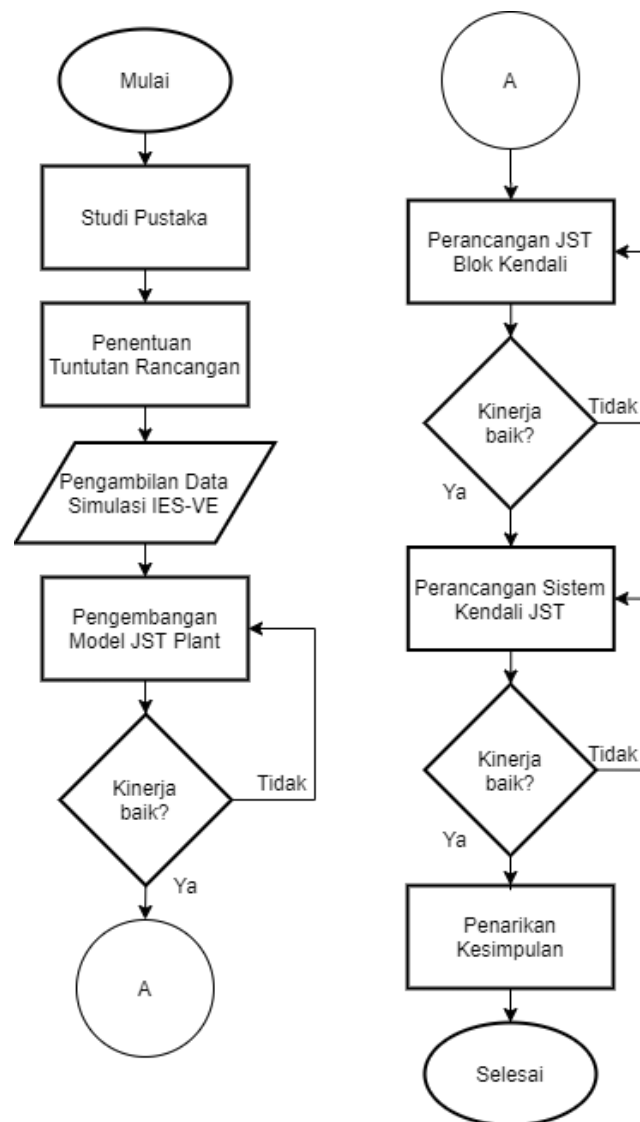 Mulai
Studi Pustaka
Penentuan
Tuntutan Rancangan
Pengambilan Data
Simulasi IES-VE
Pengembangan
Model JST Plant
Kinerja
baik?
Tidak
Ya
A
A
Perancangan JST
Blok Kendali
Kinerja
baik?
Tidak
Ya
Perancangan Sistem
Kendali JST
Kinerja
baik?
Tidak
Ya
Penarikan
Kesimpulan
Selesai